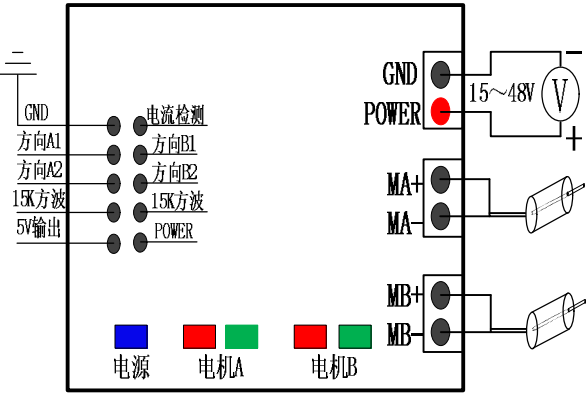 GND
电流检测
方向A1
方向B1
方向A2
方向B2
15K方波
15K方波
5V输出
POWER
GND
POWER
15～48V
V
MA+
MA-
MB+
MB-
电源
电机A
电机B